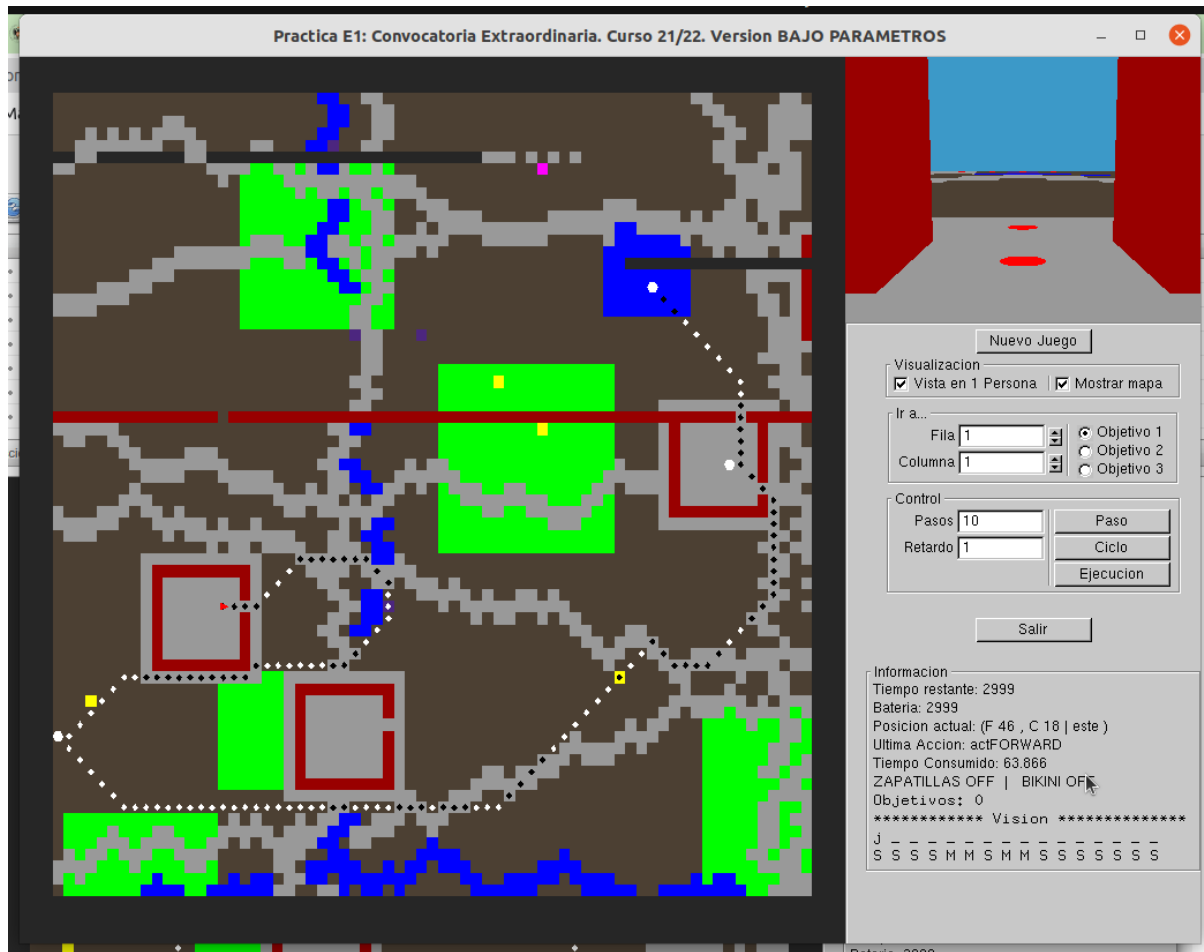 Practica E1: Convocatoria Extraordinaria. Curso 21/22. Version BAJO PARAMETROS
Nuevo Juego
Visualizacion
Vista en 1 Persona
Mostrar mapa
Ir a...
Fila 1
Columna 1
Objetivo 1
Objetivo 2
Objetivo 3
Control
Pasos 10
Retardo 1
Paso
Ciclo
Ejecucion
Salir
Informacion
Tiempo restante: 2999
Bateria: 2999
Posicion actual: (F 46 , C 18 | este )
Ultima Accion: actFORWARD
Tiempo Consumido: 63.866
ZAPATILLAS OFF | BIKINI OFF
Objetivos: 0
************ Vision **************
j _ _ _ _ _ _ _ _ _ _ _ _ _ _ _
S S S S M M S M M S S S S S S S